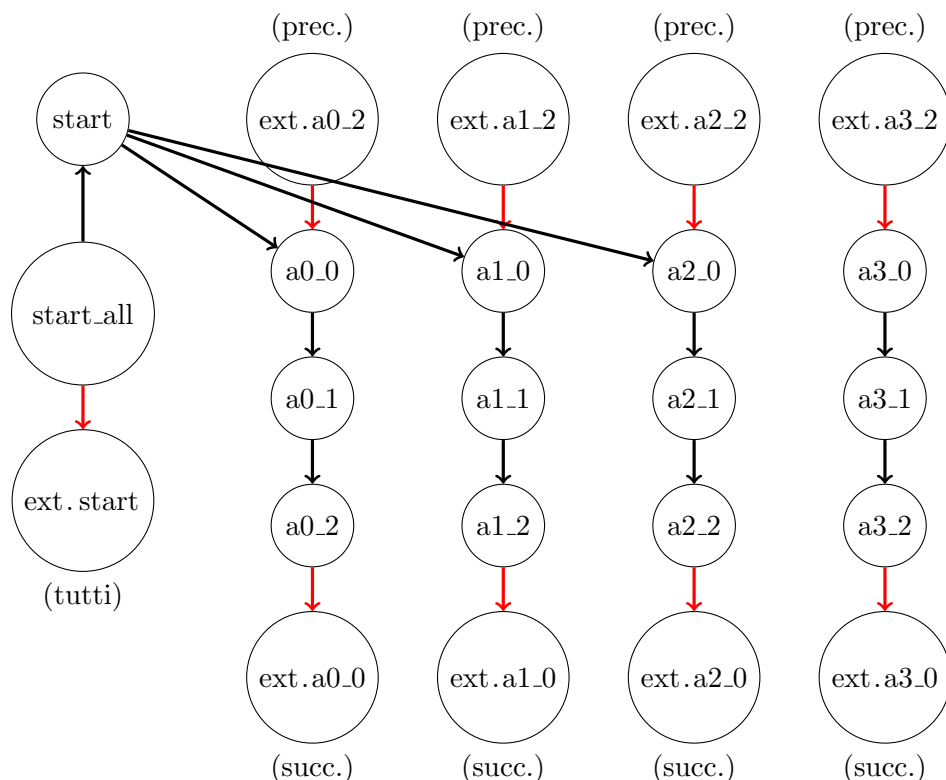 (prec.) (prec.) (prec.) (prec.)
start ext.a0_2 ext.a1_2 ext.a2_2 ext.a3_2
a0_0 a1_0 a2_0 a3_0
start_all
a0_1 a1_1 a2_1 a3_1
ext.start a0_2 a1_2 a2_2 a3_2
(tutti)
ext.a0_0 ext.a1_0 ext.a2_0 ext.a3_0
(succ.) (succ.) (succ.) (succ.)